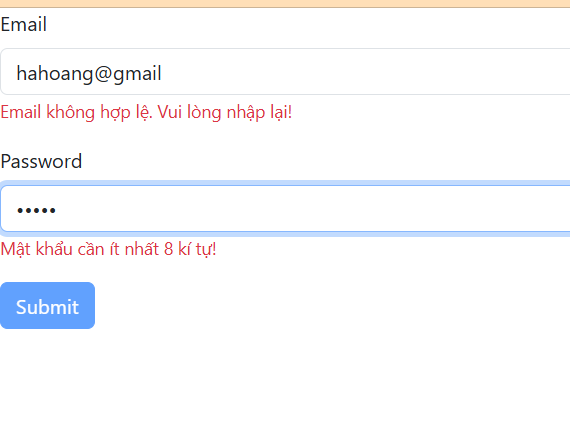 Email
hahoang@gmail
Email không hợp lệ. Vui lòng nhập lại!
Password
•••••
Mật khẩu cần ít nhất 8 kí tự!
Submit